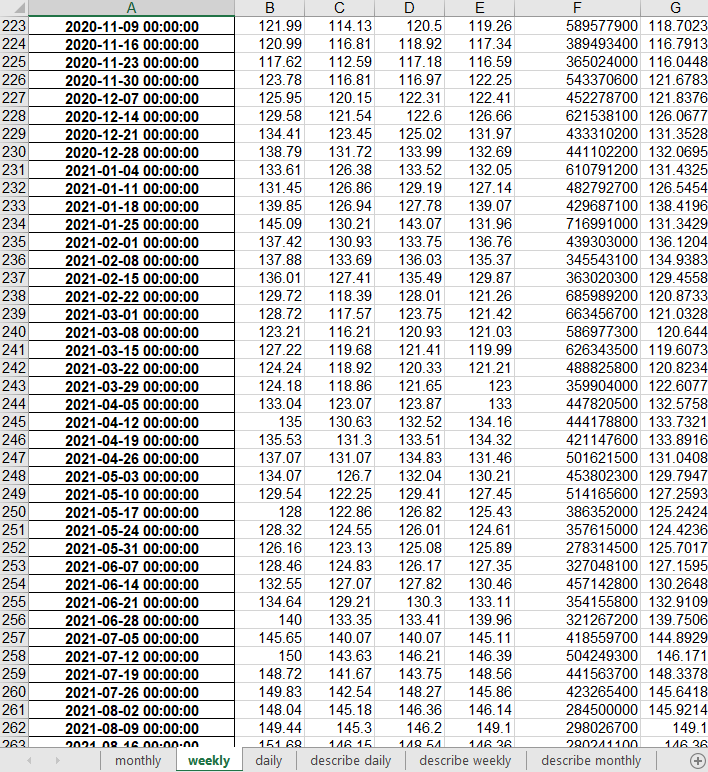 A B C D E F G
223 2020-11-09 00:00:00 121.99 114.13 120.5 119.26 589577900 118.7023
224 2020-11-16 00:00:00 120.99 116.81 118.92 117.34 389493400 116.7913
225 2020-11-23 00:00:00 117.62 112.59 117.18 116.59 365024000 116.0448
226 2020-11-30 00:00:00 123.78 116.81 116.97 122.25 543370600 121.6783
227 2020-12-07 00:00:00 125.95 120.15 122.31 122.41 452278700 121.8376
228 2020-12-14 00:00:00 129.58 121.54 122.6 126.66 621538100 126.0677
229 2020-12-21 00:00:00 134.41 123.45 125.02 131.97 433310200 131.3528
230 2020-12-28 00:00:00 138.79 131.72 133.99 132.69 441102200 132.0695
231 2021-01-04 00:00:00 133.61 126.38 133.52 132.05 610791200 131.4325
232 2021-01-11 00:00:00 131.45 126.86 129.19 127.14 482792700 126.5454
233 2021-01-18 00:00:00 139.85 126.94 127.78 139.07 429687100 138.4196
234 2021-01-25 00:00:00 145.09 130.21 143.07 131.96 716991000 131.3429
235 2021-02-01 00:00:00 137.42 130.93 133.75 136.76 439303000 136.1204
236 2021-02-08 00:00:00 137.88 133.69 136.03 135.37 345543100 134.9383
237 2021-02-15 00:00:00 136.01 127.41 135.49 129.87 363020300 129.4558
238 2021-02-22 00:00:00 129.72 118.39 128.01 121.26 685989200 120.8733
239 2021-03-01 00:00:00 128.72 117.57 123.75 121.42 663456700 121.0328
240 2021-03-08 00:00:00 123.21 116.21 120.93 121.03 586977300 120.644
241 2021-03-15 00:00:00 127.22 119.68 121.41 119.99 626343500 119.6073
242 2021-03-22 00:00:00 124.24 118.92 120.33 121.21 488825800 120.8234
243 2021-03-29 00:00:00 124.18 118.86 121.65 123 359904000 122.6077
244 2021-04-05 00:00:00 133.04 123.07 123.87 133 447820500 132.5758
245 2021-04-12 00:00:00 135 130.63 132.52 134.16 444178800 133.7321
246 2021-04-19 00:00:00 135.53 131.3 133.51 134.32 421147600 133.8916
247 2021-04-26 00:00:00 137.07 131.07 134.83 131.46 501621500 131.0408
248 2021-05-03 00:00:00 134.07 126.7 132.04 130.21 453802300 129.7947
249 2021-05-10 00:00:00 129.54 122.25 129.41 127.45 514165600 127.2593
250 2021-05-17 00:00:00 128 122.86 126.82 125.43 386352000 125.2424
251 2021-05-24 00:00:00 128.32 124.55 126.01 124.61 357615000 124.4236
252 2021-05-31 00:00:00 126.16 123.13 125.08 125.89 278314500 125.7017
253 2021-06-07 00:00:00 128.46 124.83 126.17 127.35 327048100 127.1595
254 2021-06-14 00:00:00 132.55 127.07 127.82 130.46 457142800 130.2648
255 2021-06-21 00:00:00 134.64 129.21 130.3 133.11 354155800 132.9109
256 2021-06-28 00:00:00 140 133.35 133.41 139.96 321267200 139.7506
257 2021-07-05 00:00:00 145.65 140.07 140.07 145.11 418559700 144.8929
258 2021-07-12 00:00:00 150 143.63 146.21 146.39 504249300 146.171
259 2021-07-19 00:00:00 148.72 141.67 143.75 148.56 441563700 148.3378
260 2021-07-26 00:00:00 149.83 142.54 148.27 145.86 423265400 145.6418
261 2021-08-02 00:00:00 148.04 145.18 146.36 146.14 284500000 145.9214
262 2021-08-09 00:00:00 149.44 145.3 146.2 149.1 298026700 149.1
263 2021-08-16 00:00:00 151.68 146.15 148.54 146.36 280241100 146.36
monthly weekly daily describe daily describe weekly describe monthly